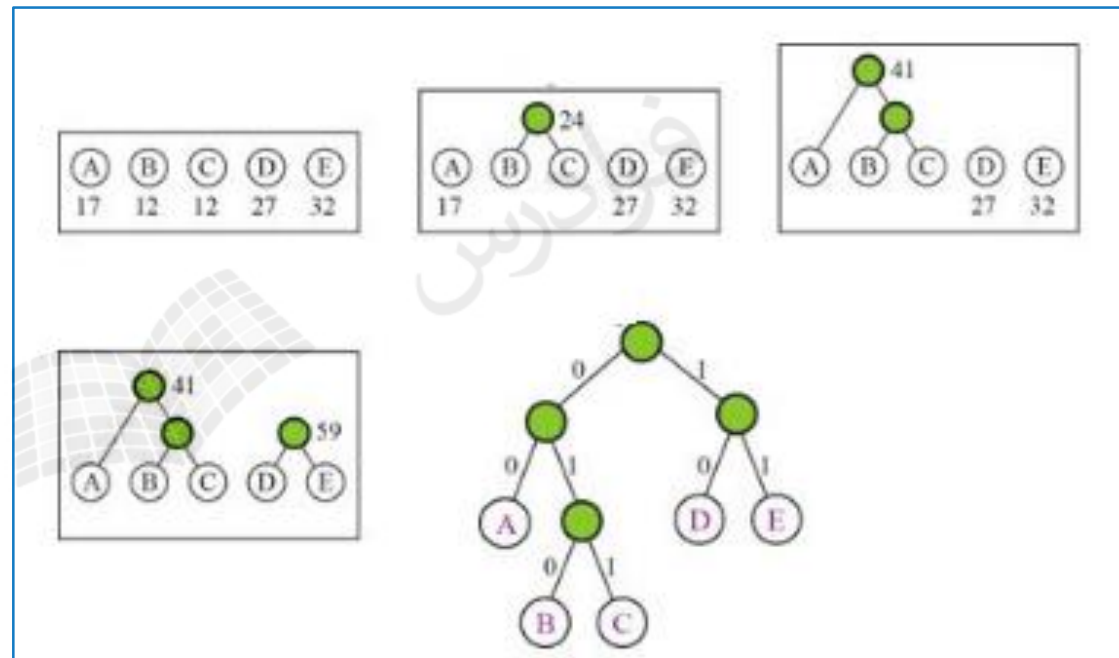 A B C D E
17 12 12 27 32
24
A B C D E
17 27 32
41
A B C D E
27 32
41
59
A B C D E
0 1
0 1 0 1
A D E
0 1
B C
فرادرس